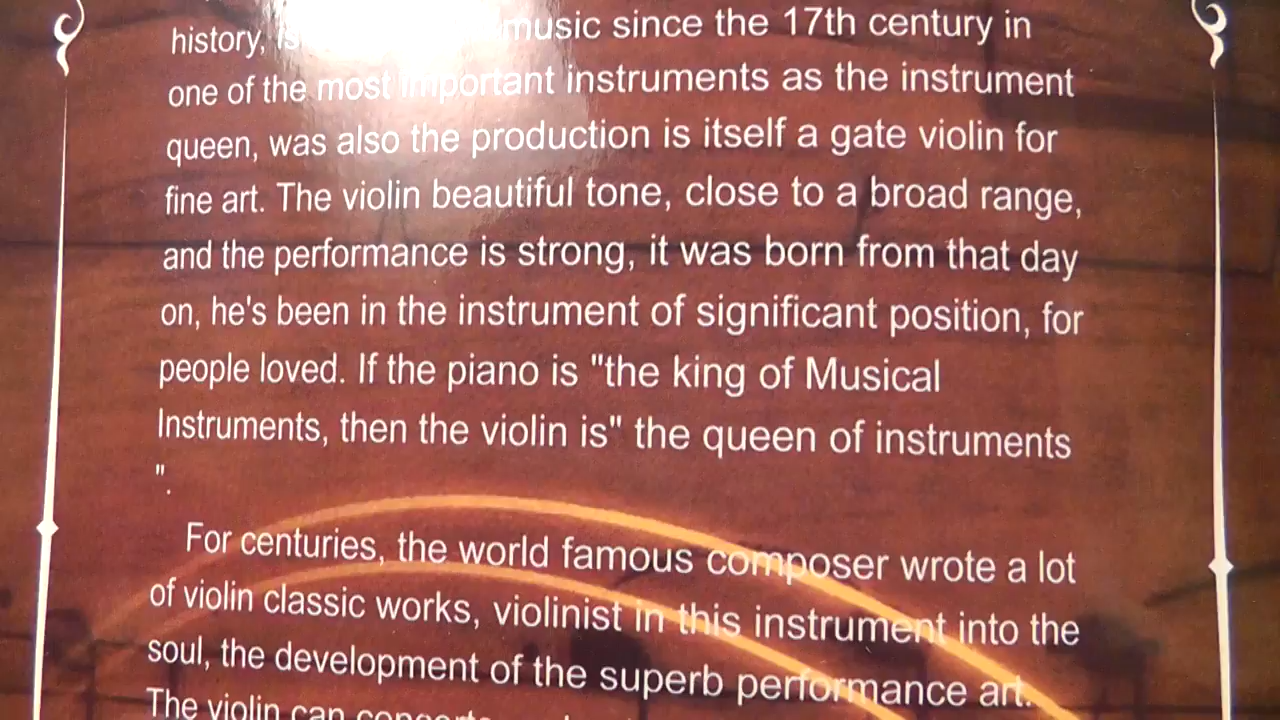 history, is music since the 17th century in
one of the most important instruments as the instrument
queen, was also the production is itself a gate violin for
fine art. The violin beautiful tone, close to a broad range,
and the performance is strong, it was born from that day
on, he's been in the instrument of significant position, for
people loved. If the piano is "the king of Musical
Instruments, then the violin is" the queen of instruments
".
For centuries, the world famous composer wrote a lot
of violin classic works, violinist in this instrument into the
soul, the development of the superb performance art.
The violin can